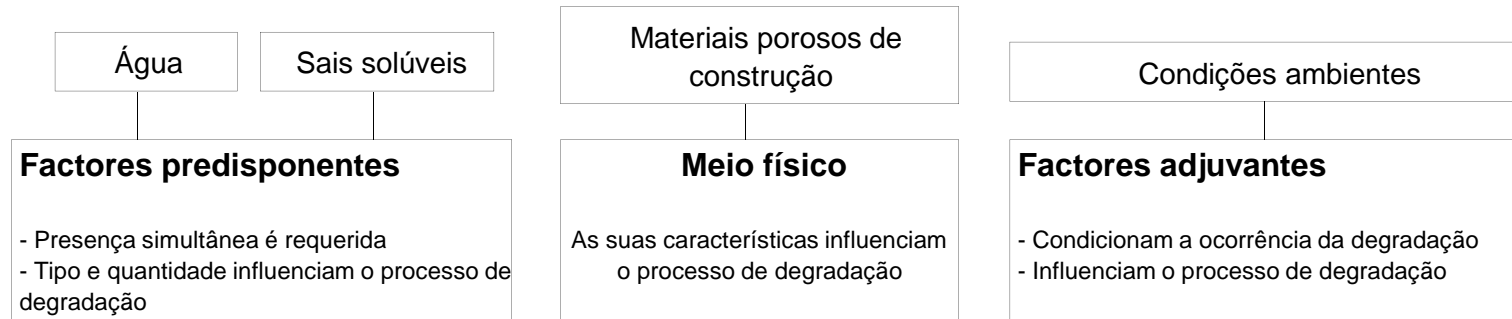 Água
Sais solúveis
Materiais porosos de
construção
Condições ambientes
Factores predisponentes
- Presença simultânea é requerida
- Tipo e quantidade influenciam o processo de
degradação
Meio físico
As suas características influenciam
o processo de degradação
Factores adjuvantes
- Condicionam a ocorrência da degradação
- Influenciam o processo de degradação